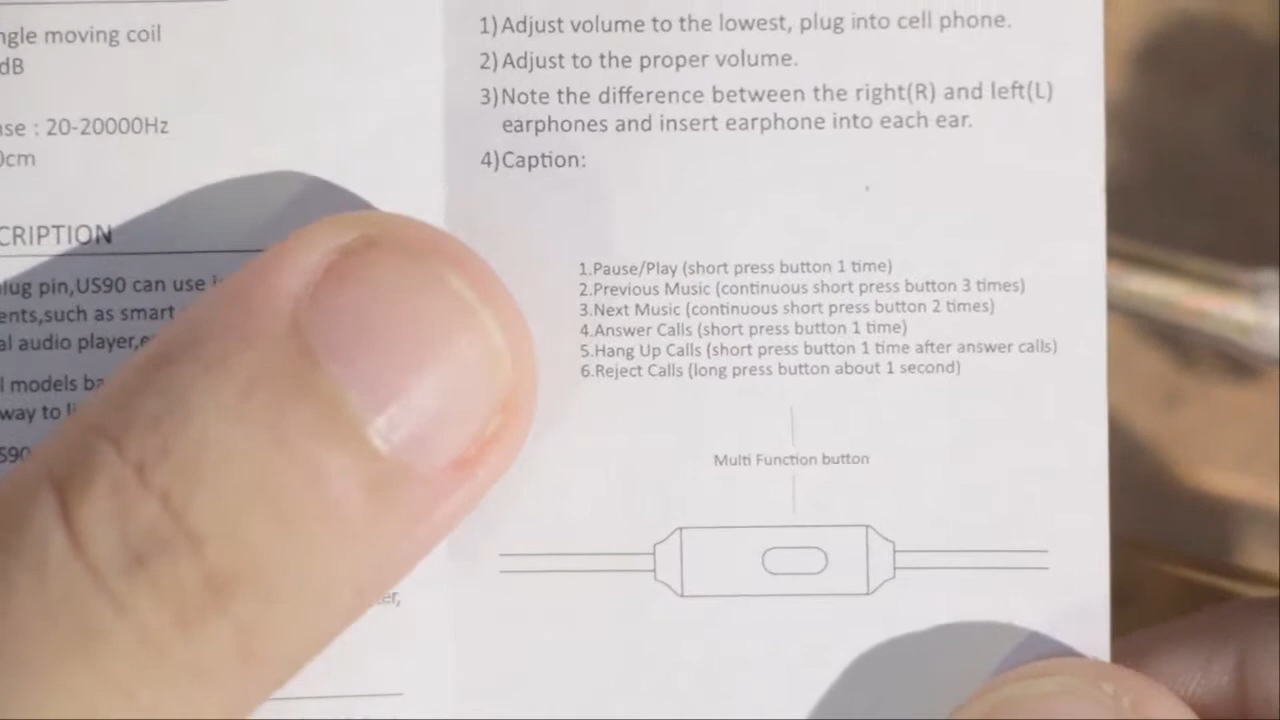 ngle moving coil
dB
nse : 20-20000Hz
0cm
CRIPTION
lug pin,US90 can use
ents,such as smart
al audio player,
l models
way to
S90
er,
1)Adjust volume to the lowest, plug into cell phone.
2)Adjust to the proper volume.
3)Note the difference between the right(R) and left(L)
earphones and insert earphone into each ear.
4)Caption:
1.Pause/Play (short press button 1 time)
2.Previous Music (continuous short press button 3 times)
3.Next Music (continuous short press button 2 times)
4.Answer Calls (short press button 1 time)
5.Hang Up Calls (short press button 1 time after answer calls)
6.Reject Calls (long press button about 1 second)
Multi Function button